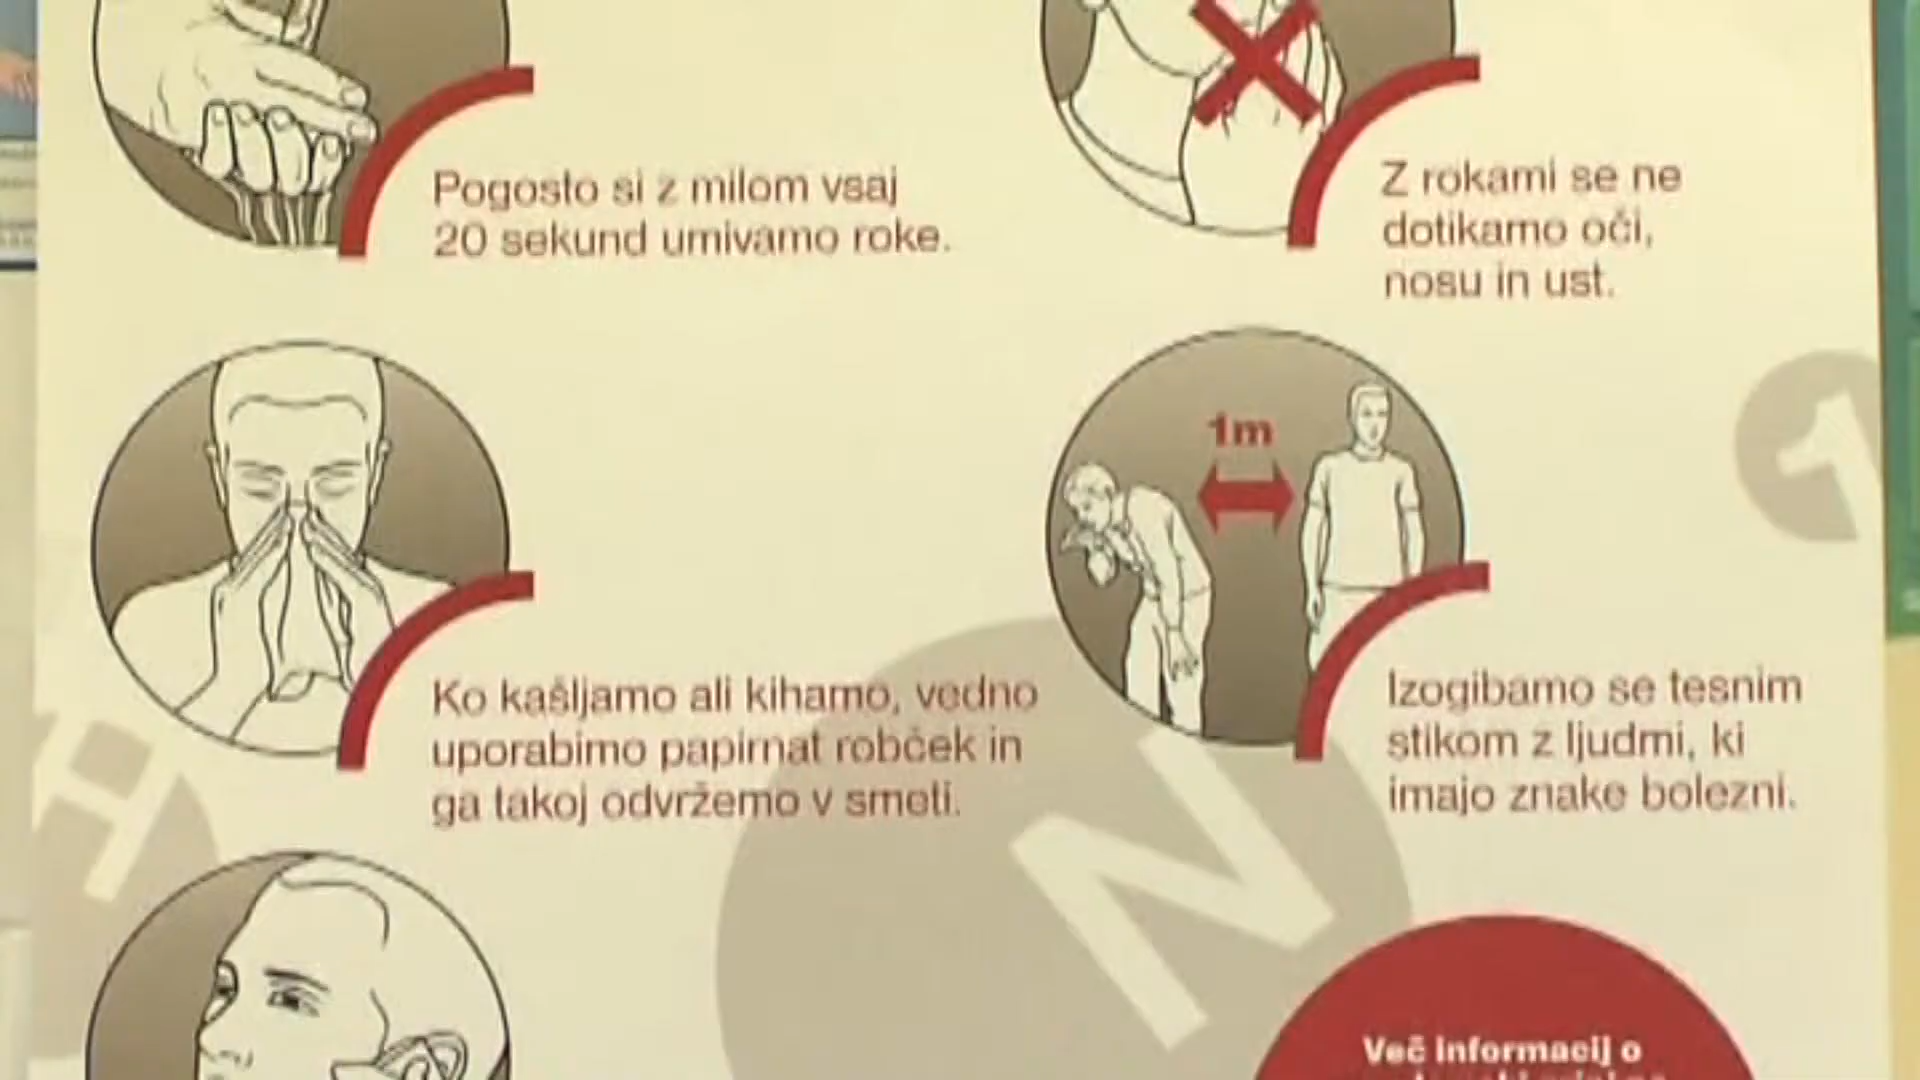 Pogosto si z milom vsaj
20 sekund umivamo roke.
Z rokami se ne
dotikamo oči,
nosu in ust.
1m
Ko kašljamo ali kihamo, vedno
uporabimo papirnat robček in
ga takoj odvržemo v smeti.
Izogibamo se tesnim
stikom z ljudmi, ki
imajo znake bolezni.
H
N
1
Več informacij o